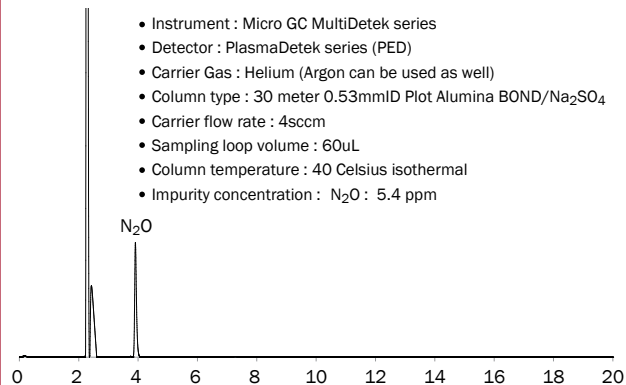 • Instrument : Micro GC MultiDetek series
• Detector : PlasmaDetek series (PED)
• Carrier Gas : Helium (Argon can be used as well)
• Column type : 30 meter 0.53mmID Plot Alumina BOND/Na₂SO₄
• Carrier flow rate : 4sccm
• Sampling loop volume : 60uL
• Column temperature : 40 Celsius isothermal
• Impurity concentration : N₂O : 5.4 ppm
N₂O
0 2 4 6 8 10 12 14 16 18 20